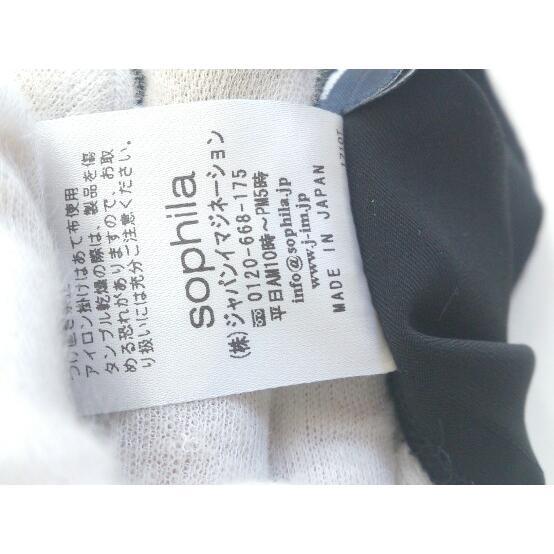 アイロン掛けはあて布使用
タンブル乾燥の際は、製品を傷
める恐れがありますので、お取
り扱いには充分ご注意ください。
sophila
(株)ジャパンイマジネーション
0120-668-175
平日AM10時～PM5時
info@sophila.jp
www.j-im.jp
MADE IN JAPAN